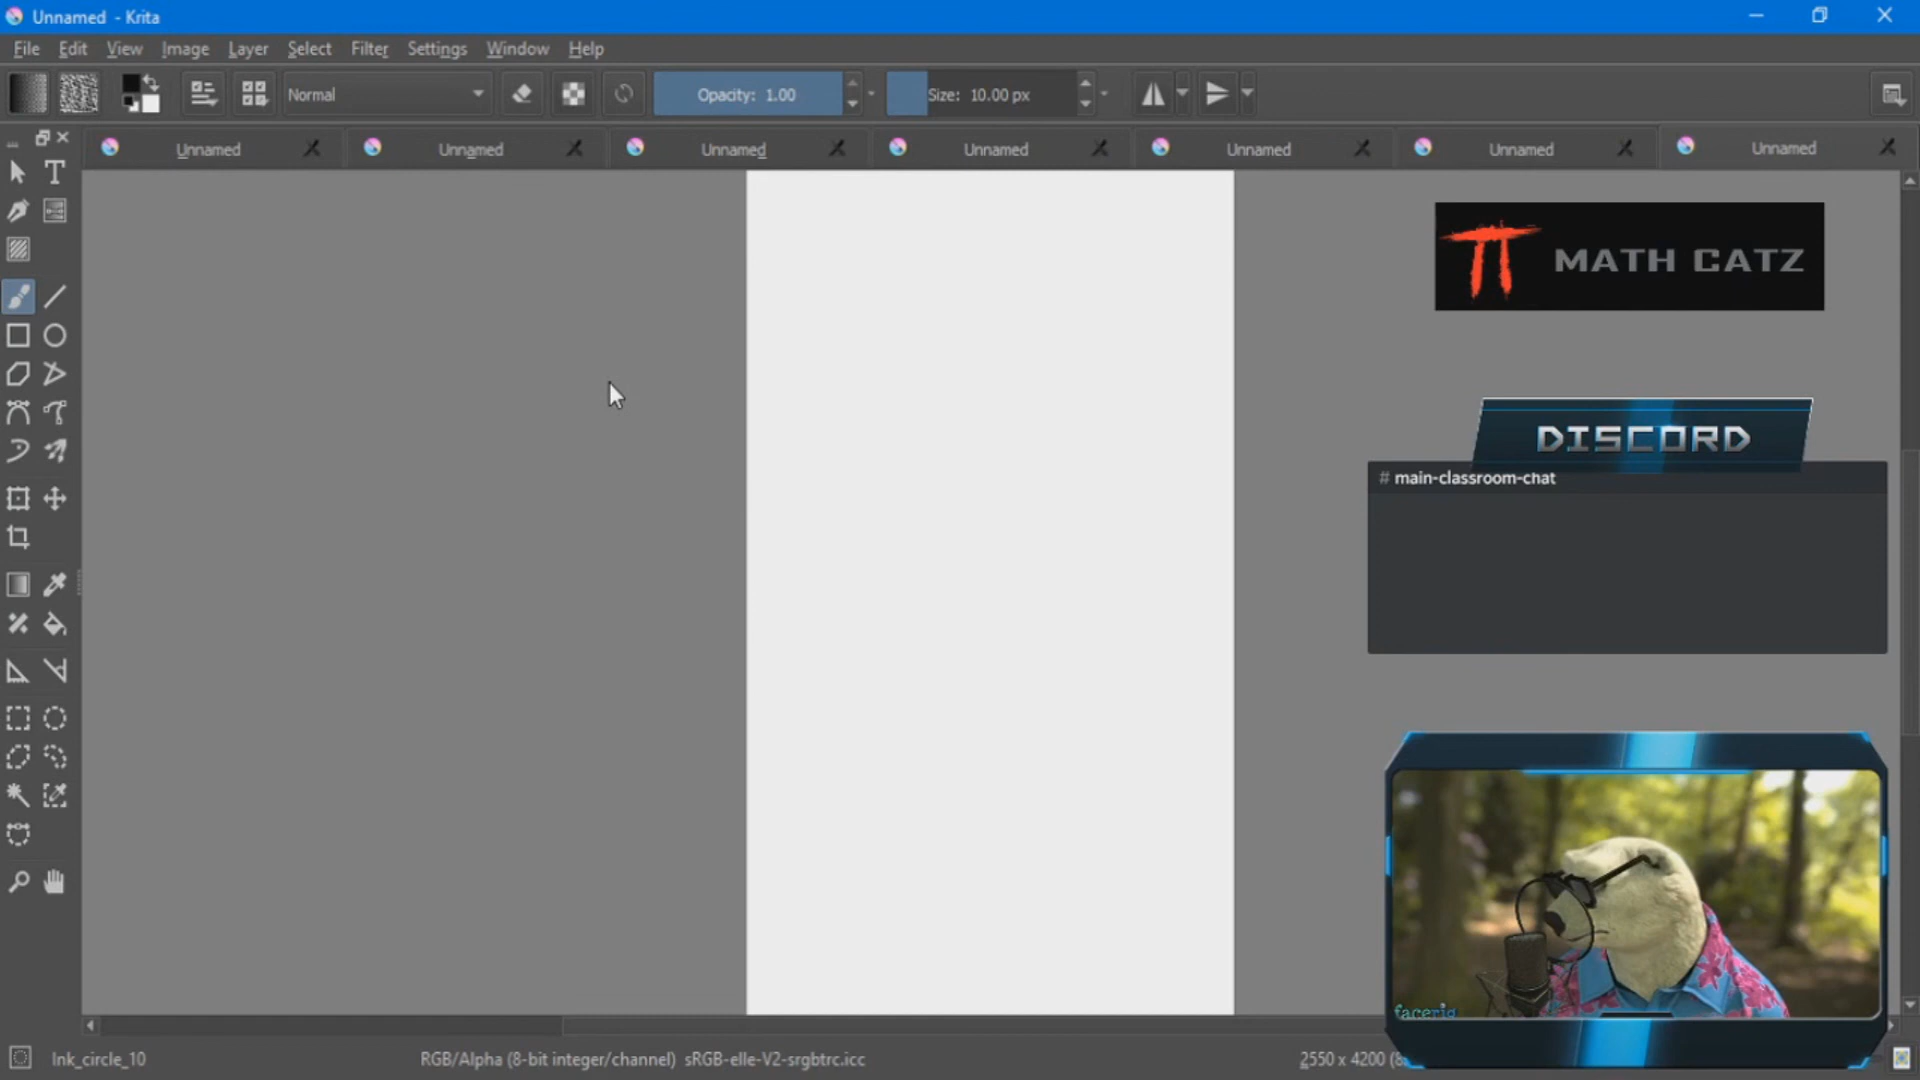 Unnamed - Krita
File Edit View Image Layer Select Filter Settings Window Help
Normal Opacity: 1.00 Size: 10.00 px
Unnamed Unnamed Unnamed Unnamed Unnamed Unnamed Unnamed
T
MATH CATZ
DISCORD
# main-classroom-chat
facerig
Ink_circle_10 RGB/Alpha (8-bit integer/channel) sRGB-elle-V2-srgbtrc.icc 2550 x 4200